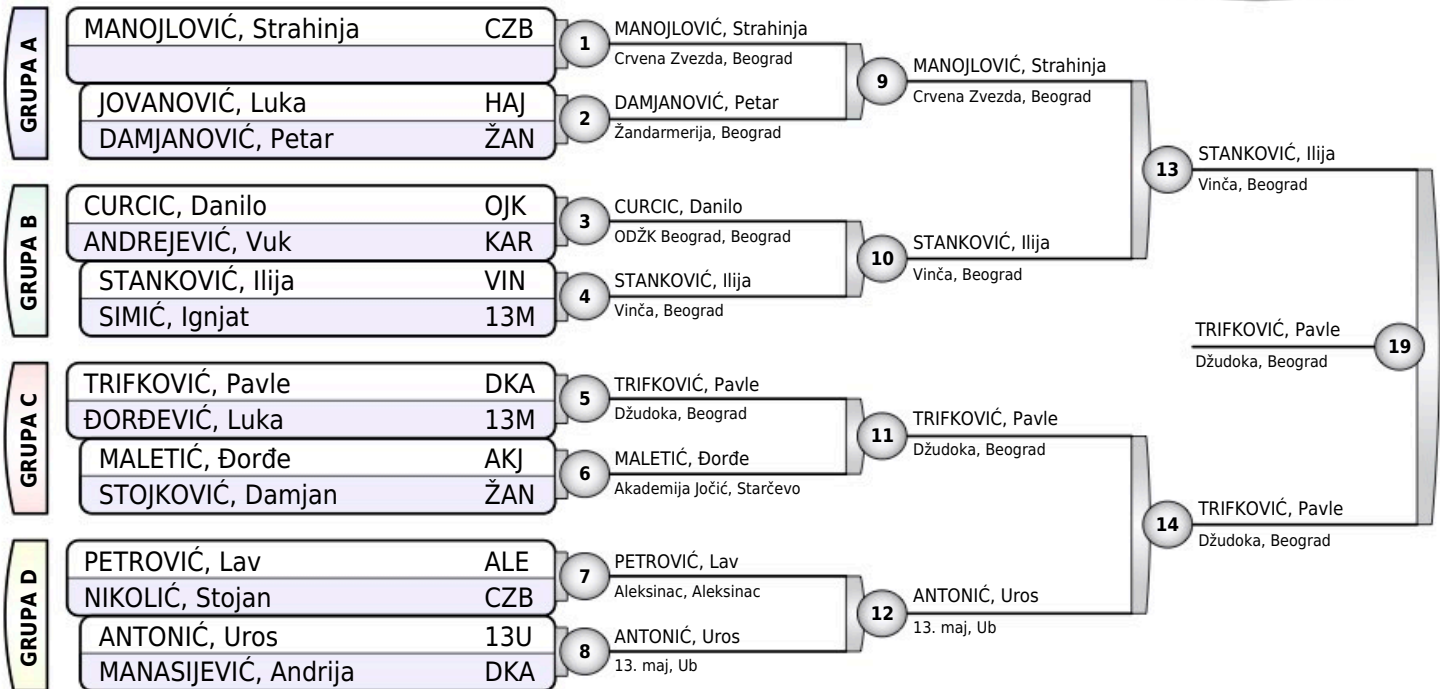 GRUPA A
MANOJLOVIĆ, Strahinja CZB
JOVANOVIĆ, Luka HAJ
DAMJANOVIĆ, Petar ŽAN
GRUPA B
CURCIC, Danilo OJK
ANDREJEVIĆ, Vuk KAR
STANKOVIĆ, Ilija VIN
SIMIĆ, Ignjat 13M
GRUPA C
TRIFKOVIĆ, Pavle DKA
ĐORĐEVIĆ, Luka 13M
MALETIĆ, Đorđe AKJ
STOJKOVIĆ, Damjan ŽAN
GRUPA D
PETROVIĆ, Lav ALE
NIKOLIĆ, Stojan CZB
ANTONIĆ, Uros 13U
MANASIJEVIĆ, Andrija DKA
1
MANOJLOVIĆ, Strahinja
Crvena Zvezda, Beograd
2
DAMJANOVIĆ, Petar
Žandarmerija, Beograd
3
CURCIC, Danilo
ODŽK Beograd, Beograd
4
STANKOVIĆ, Ilija
Vinča, Beograd
5
TRIFKOVIĆ, Pavle
Džudoka, Beograd
6
MALETIĆ, Đorđe
Akademija Jočić, Starčevo
7
PETROVIĆ, Lav
Aleksinac, Aleksinac
8
ANTONIĆ, Uros
13. maj, Ub
9
MANOJLOVIĆ, Strahinja
Crvena Zvezda, Beograd
10
STANKOVIĆ, Ilija
Vinča, Beograd
11
TRIFKOVIĆ, Pavle
Džudoka, Beograd
12
ANTONIĆ, Uros
13. maj, Ub
13
STANKOVIĆ, Ilija
Vinča, Beograd
14
TRIFKOVIĆ, Pavle
Džudoka, Beograd
TRIFKOVIĆ, Pavle
Džudoka, Beograd
19